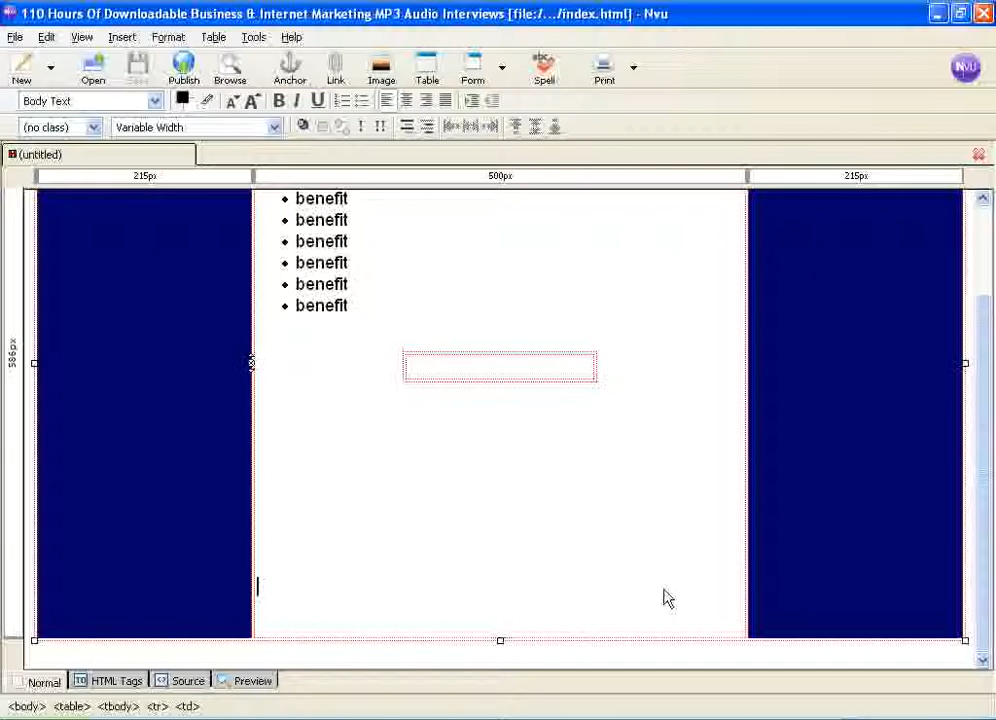 110 Hours Of Downloadable Business & Internet Marketing MP3 Audio Interviews [file:/.../index.html] - Nvu
File Edit View Insert Format Table Tools Help
New Open Publish Browse Anchor Link Image Table Form Spell Print
NVU
Body Text B I U
(no class) Variable Width ! !!
(untitled)
215px 500px 215px
benefit
benefit
benefit
benefit
benefit
benefit
586px
Normal HTML Tags Source Preview
<body> <table> <tbody> <tr> <td>